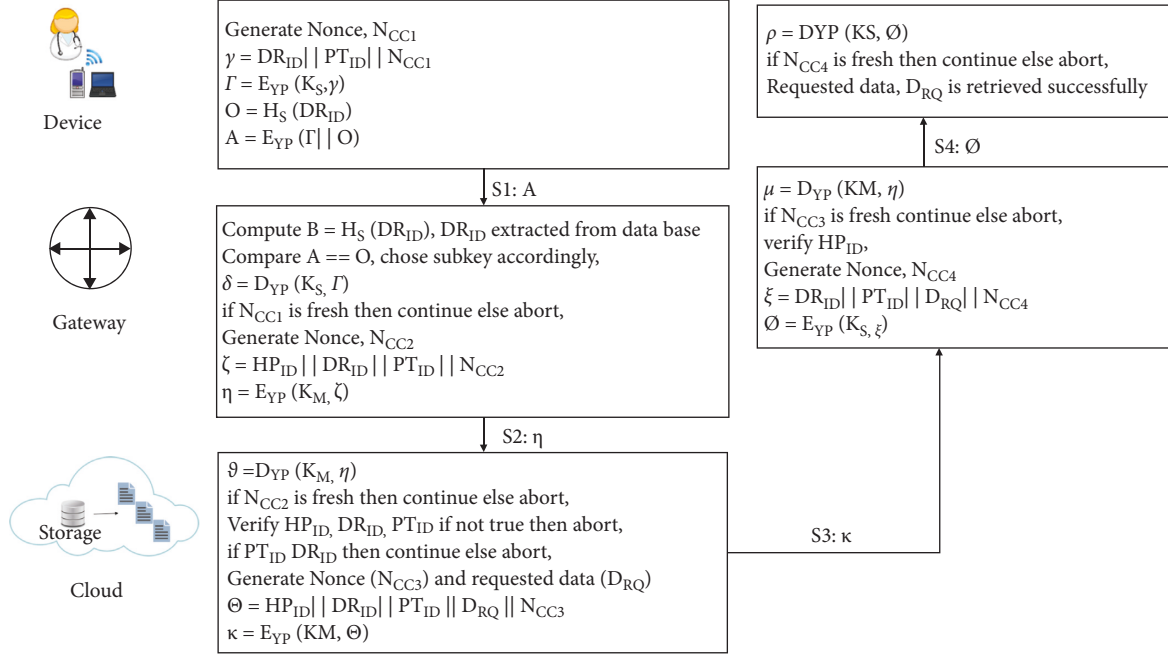 Device
Generate Nonce, N_CC1
γ = DR_ID| | PT_ID| | N_CC1
Γ = E_YP (K_S,γ)
O = H_S (DR_ID)
A = E_YP (Γ| | O)
S1: A
Gateway
Compute B = H_S (DR_ID), DR_ID extracted from data base
Compare A == O, chose subkey accordingly,
δ = D_YP (K_S, Γ)
if N_CC1 is fresh then continue else abort,
Generate Nonce, N_CC2
ζ = HP_ID | | DR_ID | | PT_ID | | N_CC2
η = E_YP (K_M, ζ)
S2: η
Storage
Cloud
ϑ =D_YP (K_M, η)
if N_CC2 is fresh then continue else abort,
Verify HP_ID, DR_ID, PT_ID if not true then abort,
if PT_ID DR_ID then continue else abort,
Generate Nonce (N_CC3) and requested data (D_RQ)
Θ = HP_ID| | DR_ID| | PT_ID || D_RQ || N_CC3
κ = E_YP (KM, Θ)
S3: κ
μ = D_YP (KM, η)
if N_CC3 is fresh continue else abort,
verify HP_ID,
Generate Nonce, N_CC4
ξ = DR_ID| | PT_ID| | D_RQ| | N_CC4
Ø = E_YP (K_S, ξ)
S4: Ø
ρ = DYP (KS, Ø)
if N_CC4 is fresh then continue else abort,
Requested data, D_RQ is retrieved successfully